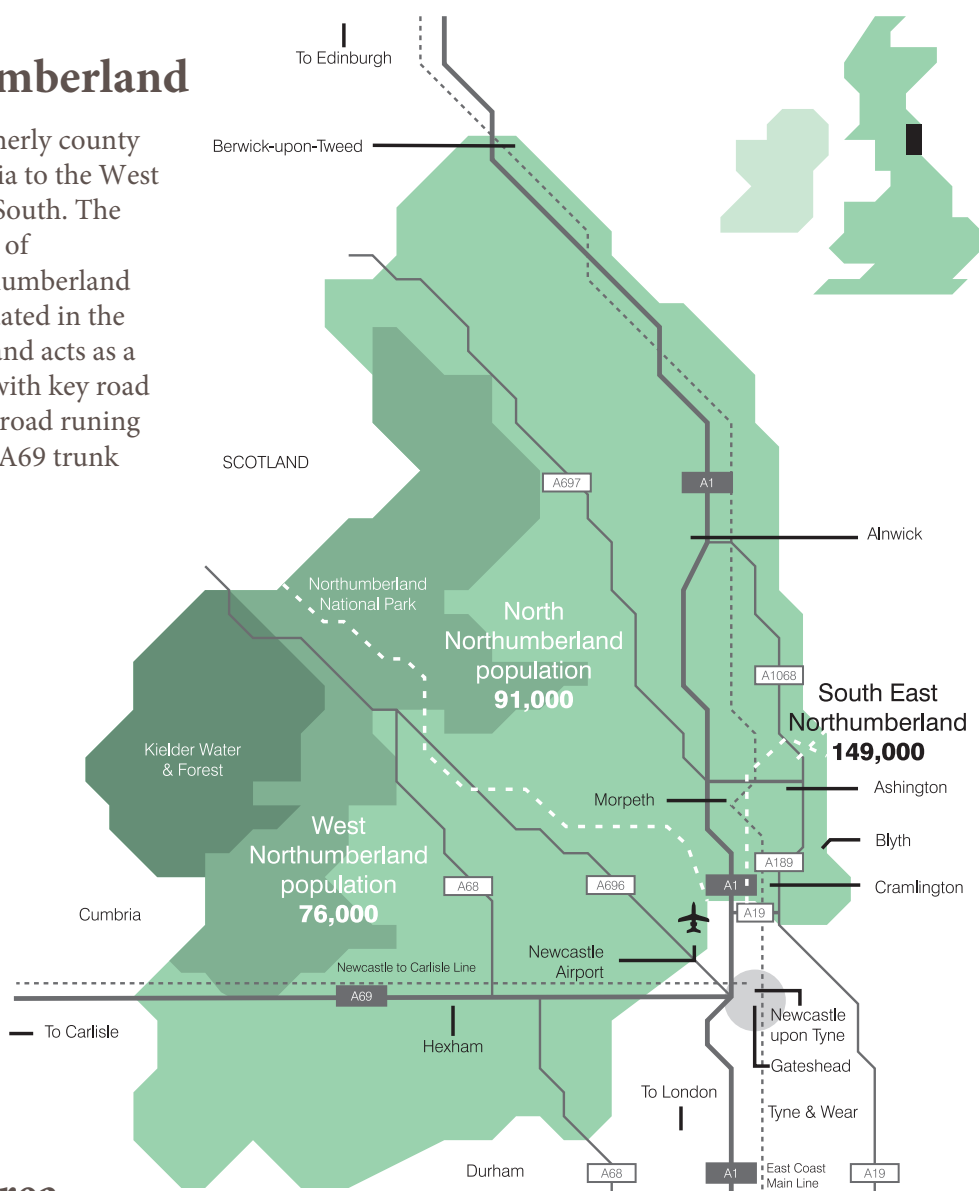 umberland
nerly county
ia to the West
South. The
of
umberland
ated in the
and acts as a
with key road
road runing
A69 trunk
To Edinburgh
Berwick-upon-Tweed
SCOTLAND
A697
A1
Alnwick
Northumberland
National Park
North
Northumberland
population
91,000
A1068
South East
Northumberland
149,000
Kielder Water
& Forest
Ashington
Morpeth
West
Northumberland
population
76,000
Blyth
A189
A68
A696
A1
Cramlington
Cumbria
A19
Newcastle
Airport
Newcastle to Carlisle Line
A69
To Carlisle
Hexham
Newcastle
upon Tyne
Gateshead
To London
Tyne & Wear
Durham
A68
A1
East Coast
Main Line
A19